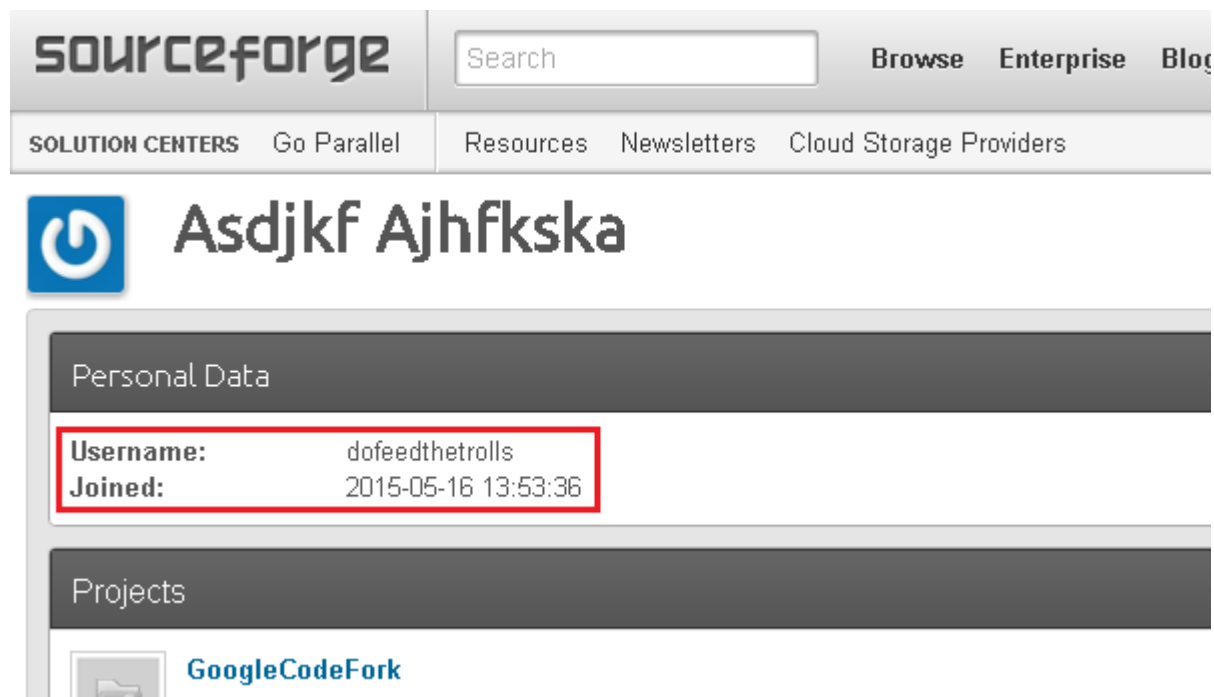 sourceforge Search Browse Enterprise Blog
SOLUTION CENTERS Go Parallel Resources Newsletters Cloud Storage Providers
Asdjkf Ajhfkska
Personal Data
Username: dofeedthetrolls
Joined: 2015-05-16 13:53:36
Projects
GoogleCodeFork